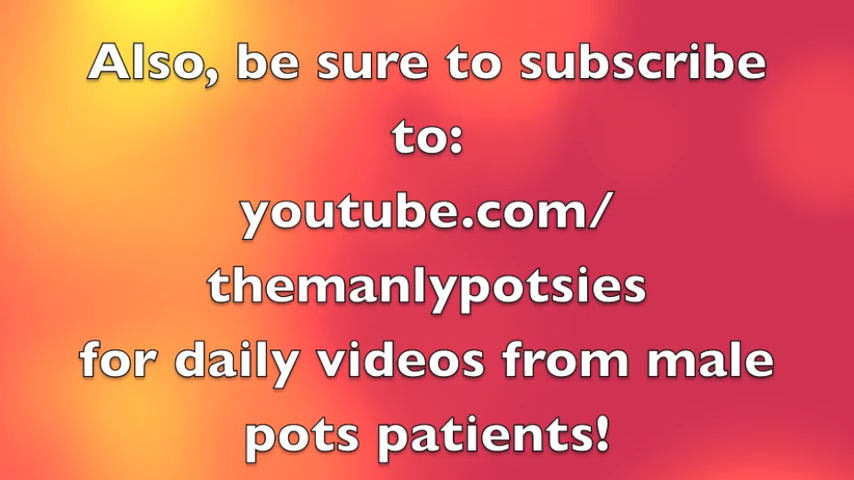 Also, be sure to subscribe
to:
youtube.com/
themanlypotsies
for daily videos from male
pots patients!